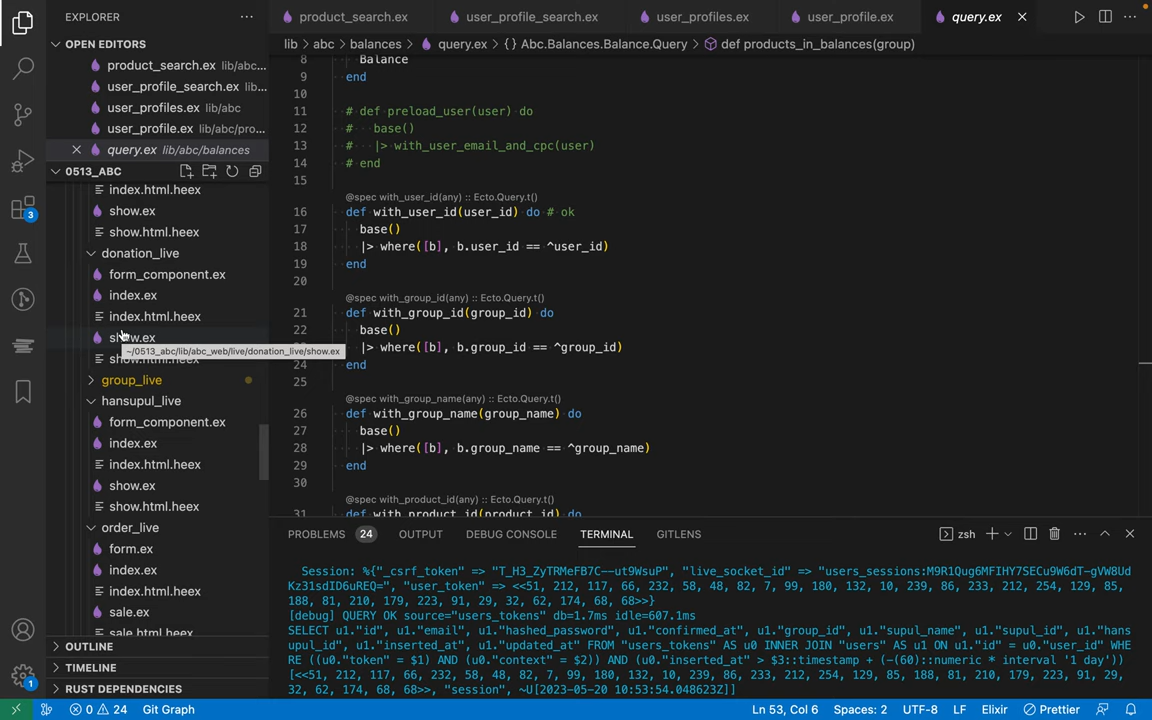 EXPLORER
product_search.ex
user_profile_search.ex
user_profiles.ex
user_profile.ex
query.ex
OPEN EDITORS
lib > abc > balances > query.ex > {} Abc.Balances.Balance.Query > def products_in_balances(group)
product_search.ex lib/abc...
user_profile_search.ex lib...
user_profiles.ex lib/abc
user_profile.ex lib/abc/pro...
query.ex lib/abc/balances
0513_ABC
index.html.heex
show.ex
show.html.heex
donation_live
form_component.ex
index.ex
index.html.heex
show.ex
~/0513_abc/lib/abc_web/live/donation_live/show.ex
show.html.heex
group_live
hansupul_live
form_component.ex
index.ex
index.html.heex
show.ex
show.html.heex
order_live
form.ex
index.ex
index.html.heex
sale.ex
sale.html.heex
OUTLINE
TIMELINE
RUST DEPENDENCIES
8 Balance
9 end
10
11 # def preload_user(user) do
12 #   base()
13 #   |> with_user_email_and_cpc(user)
14 # end
15
@spec with_user_id(any) :: Ecto.Query.t()
16 def with_user_id(user_id) do # ok
17 base()
18 |> where([b], b.user_id == ^user_id)
19 end
20
@spec with_group_id(any) :: Ecto.Query.t()
21 def with_group_id(group_id) do
22 base()
23 |> where([b], b.group_id == ^group_id)
24 end
25
@spec with_group_name(any) :: Ecto.Query.t()
26 def with_group_name(group_name) do
27 base()
28 |> where([b], b.group_name == ^group_name)
29 end
30
@spec with_product_id(any) :: Ecto.Query.t()
31 def with_product_id(product_id) do
PROBLEMS 24 OUTPUT DEBUG CONSOLE TERMINAL GITLENS zsh
Session: %{"_csrf_token" => "T_H3_ZyTRMeFB7C--ut9WsuP", "live_socket_id" => "users_sessions:M9R1Qug6MFIHY7SECu9W6dT-gVW8Ud
Kz31sdID6uREQ=", "user_token" => <<51, 212, 117, 66, 232, 58, 48, 82, 7, 99, 180, 132, 10, 239, 86, 233, 212, 254, 129, 85,
188, 81, 210, 179, 223, 91, 29, 32, 62, 174, 68, 68>>}
[debug] QUERY OK source="users_tokens" db=1.7ms idle=607.1ms
SELECT u1."id", u1."email", u1."hashed_password", u1."confirmed_at", u1."group_id", u1."supul_name", u1."supul_id", u1."han
supul_id", u1."inserted_at", u1."updated_at" FROM "users_tokens" AS u0 INNER JOIN "users" AS u1 ON u1."id" = u0."user_id" WHE
RE ((u0."token" = $1) AND (u0."context" = $2)) AND (u0."inserted_at" > $3::timestamp + (-(60)::numeric * interval '1 day'))
[<<51, 212, 117, 66, 232, 58, 48, 82, 7, 99, 180, 132, 10, 239, 86, 233, 212, 254, 129, 85, 188, 81, 210, 179, 223, 91, 29,
32, 62, 174, 68, 68>>, "session", ~U[2023-05-20 10:53:54.048623Z]]
3
1
0 24 Git Graph
Ln 53, Col 6 Spaces: 2 UTF-8 LF Elixir Prettier